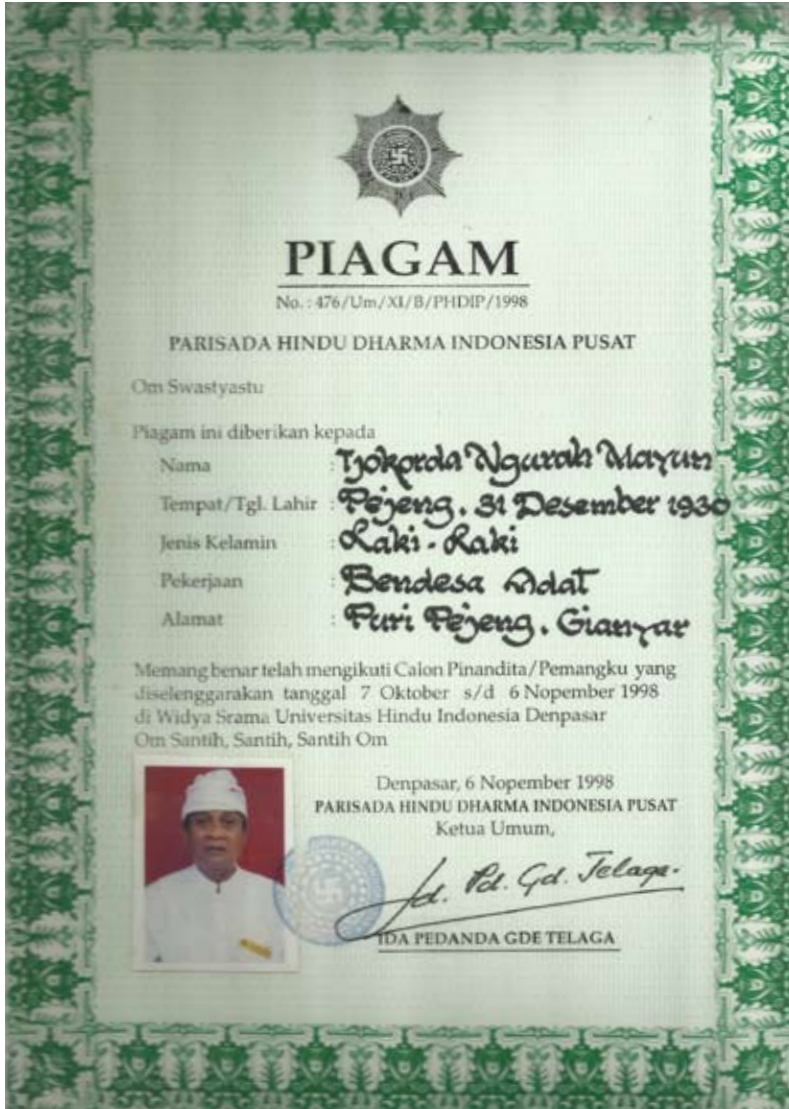 PIAGAM
No. : 476/Um/XI/B/PHDIP/1998
PARISADA HINDU DHARMA INDONESIA PUSAT
Om Swastyastu
Piagam ini diberikan kepada
Nama : Tjokorda Ngurah Mayun
Tempat/Tgl. Lahir : Pejeng, 31 Desember 1930
Jenis Kelamin : Laki-Laki
Pekerjaan : Bendesa Adat
Alamat : Puri Pejeng, Gianyar
Memang benar telah mengikuti Calon Pinandita/Pemangku yang
diselenggarakan tanggal 7 Oktober s/d 6 Nopember 1998
di Widya Srama Universitas Hindu Indonesia Denpasar
Om Santih, Santih, Santih Om
Denpasar, 6 Nopember 1998
PARISADA HINDU DHARMA INDONESIA PUSAT
Ketua Umum,
Id. Pd. Gd. Telaga.
IDA PEDANDA GDE TELAGA